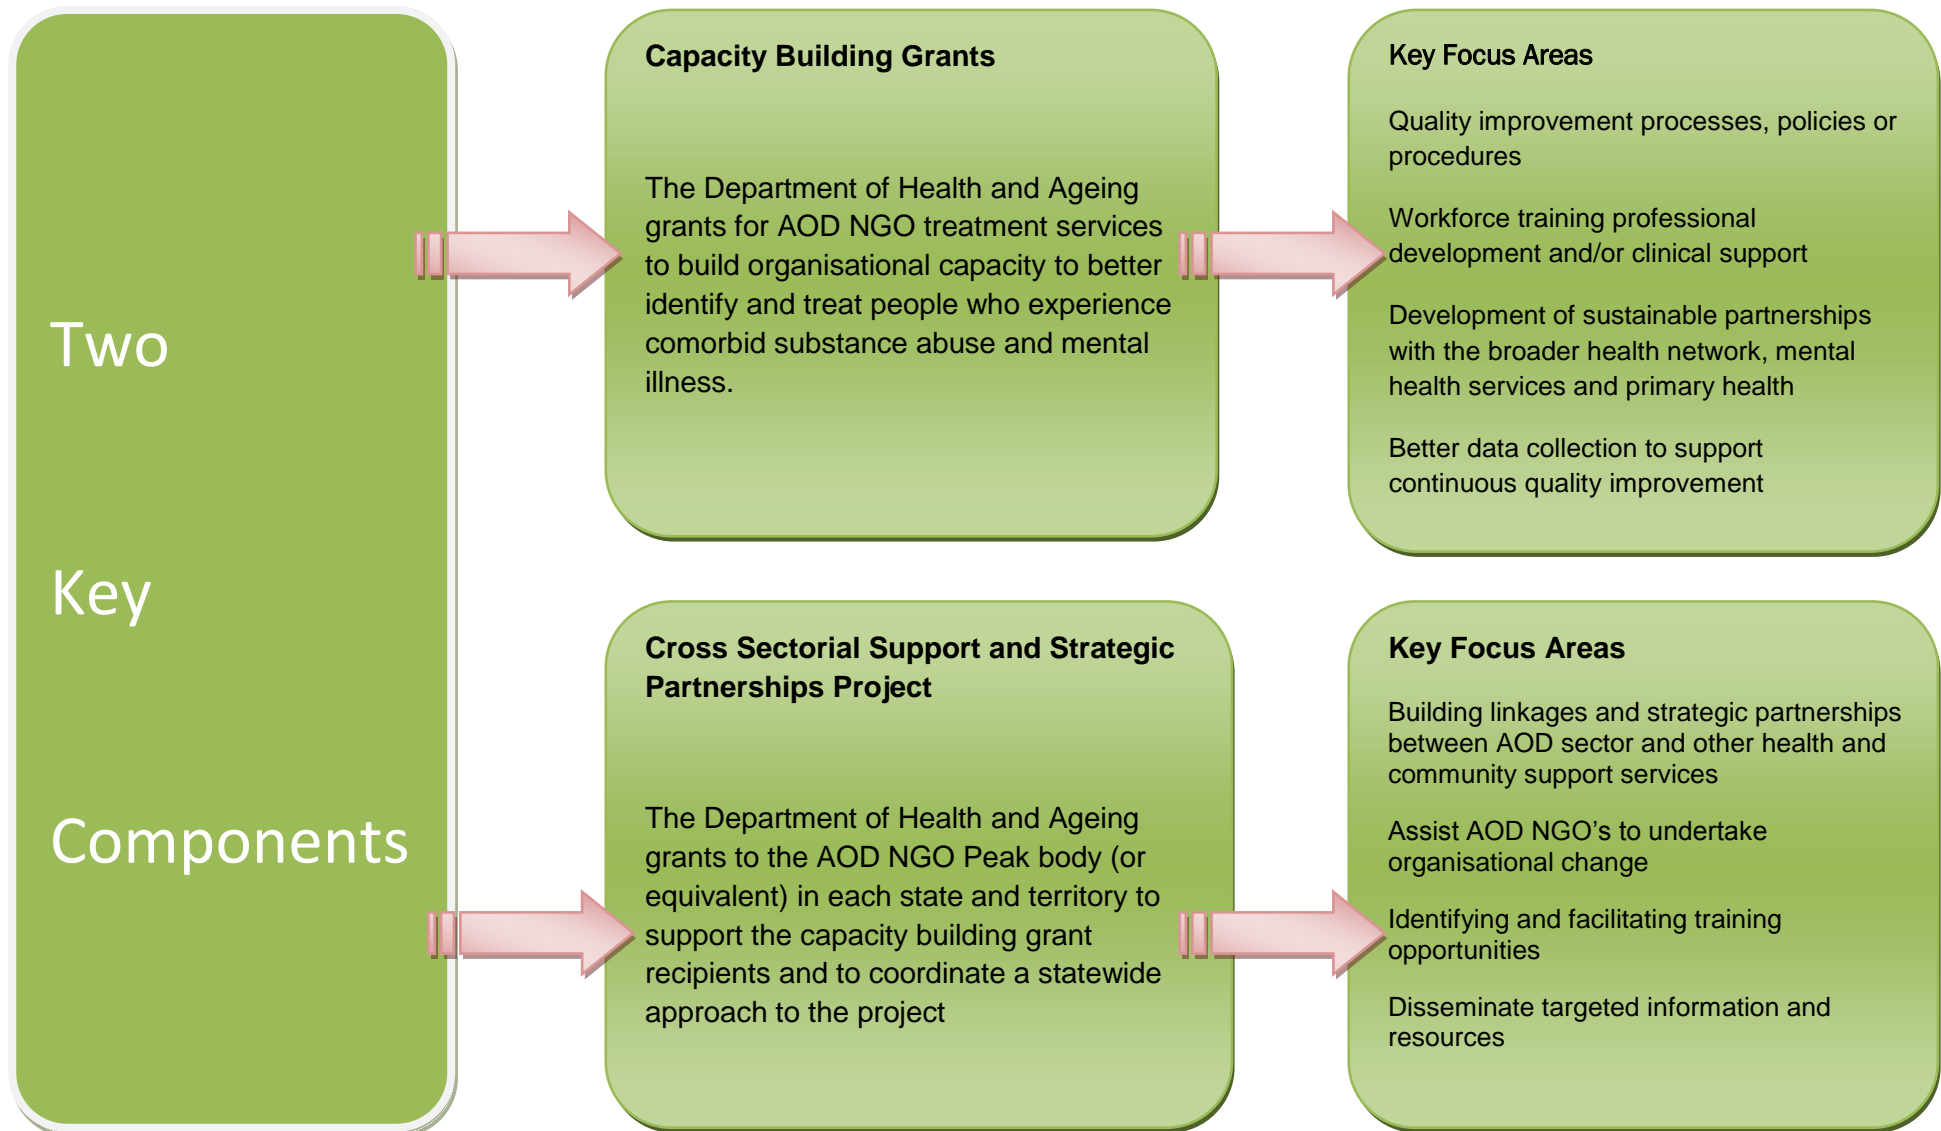 Two
Key
Components
Capacity Building Grants
The Department of Health and Ageing
grants for AOD NGO treatment services
to build organisational capacity to better
identify and treat people who experience
comorbid substance abuse and mental
illness.
Key Focus Areas
Quality improvement processes, policies or
procedures
Workforce training professional
development and/or clinical support
Development of sustainable partnerships
with the broader health network, mental
health services and primary health
Better data collection to support
continuous quality improvement
Cross Sectorial Support and Strategic
Partnerships Project
The Department of Health and Ageing
grants to the AOD NGO Peak body (or
equivalent) in each state and territory to
support the capacity building grant
recipients and to coordinate a statewide
approach to the project
Key Focus Areas
Building linkages and strategic partnerships
between AOD sector and other health and
community support services
Assist AOD NGO’s to undertake
organisational change
Identifying and facilitating training
opportunities
Disseminate targeted information and
resources